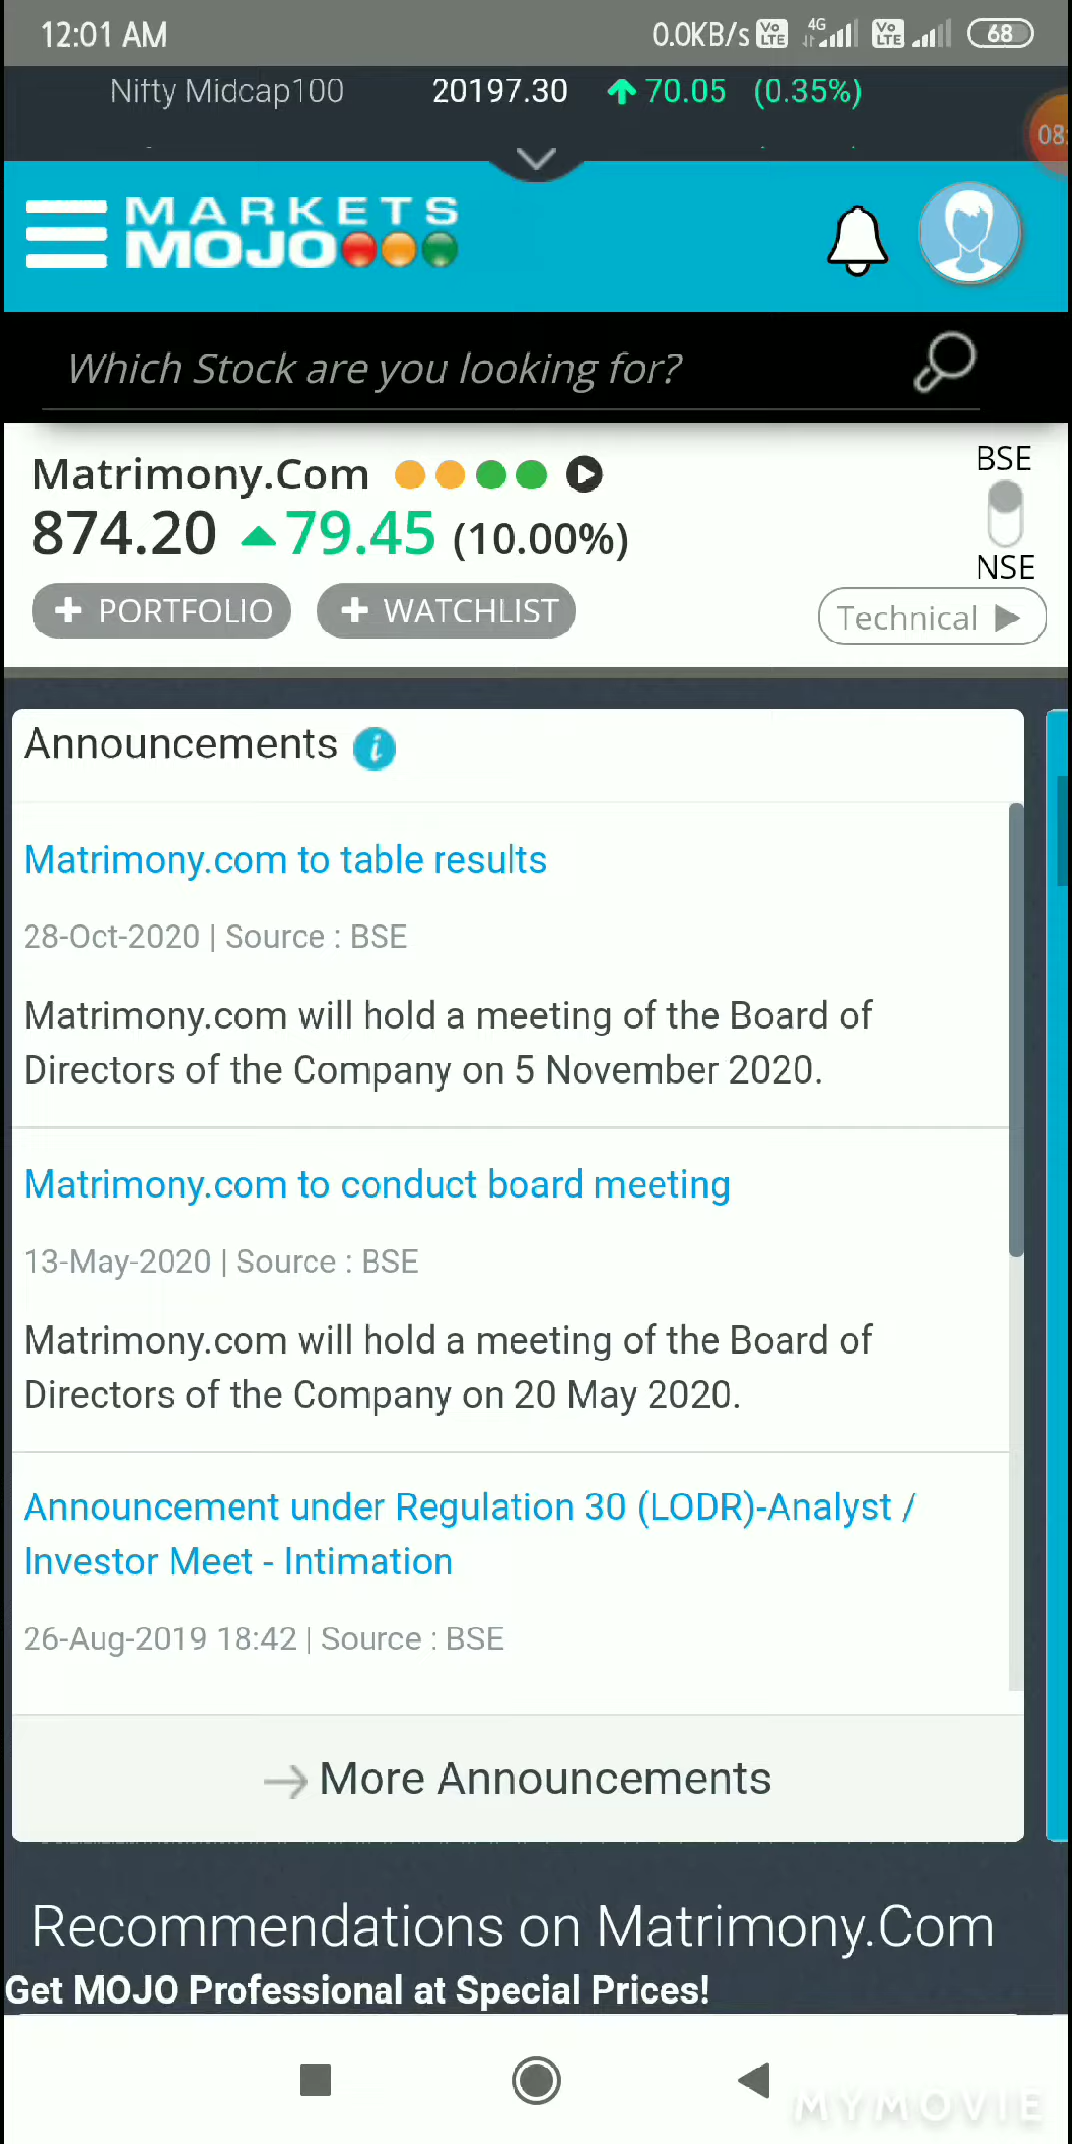 12:01 AM 0.0KB/s Vo LTE 4G Vo LTE 68
Nifty Midcap100 20197.30 70.05 (0.35%)
08:
MARKETS
MOJO
Which Stock are you looking for?
Matrimony.Com
BSE
874.20 79.45 (10.00%)
NSE
+ PORTFOLIO + WATCHLIST Technical
Announcements i
Matrimony.com to table results
28-Oct-2020 | Source : BSE
Matrimony.com will hold a meeting of the Board of
Directors of the Company on 5 November 2020.
Matrimony.com to conduct board meeting
13-May-2020 | Source : BSE
Matrimony.com will hold a meeting of the Board of
Directors of the Company on 20 May 2020.
Announcement under Regulation 30 (LODR)-Analyst /
Investor Meet - Intimation
26-Aug-2019 18:42 | Source : BSE
More Announcements
Recommendations on Matrimony.Com
Get MOJO Professional at Special Prices!
MYMOVIE